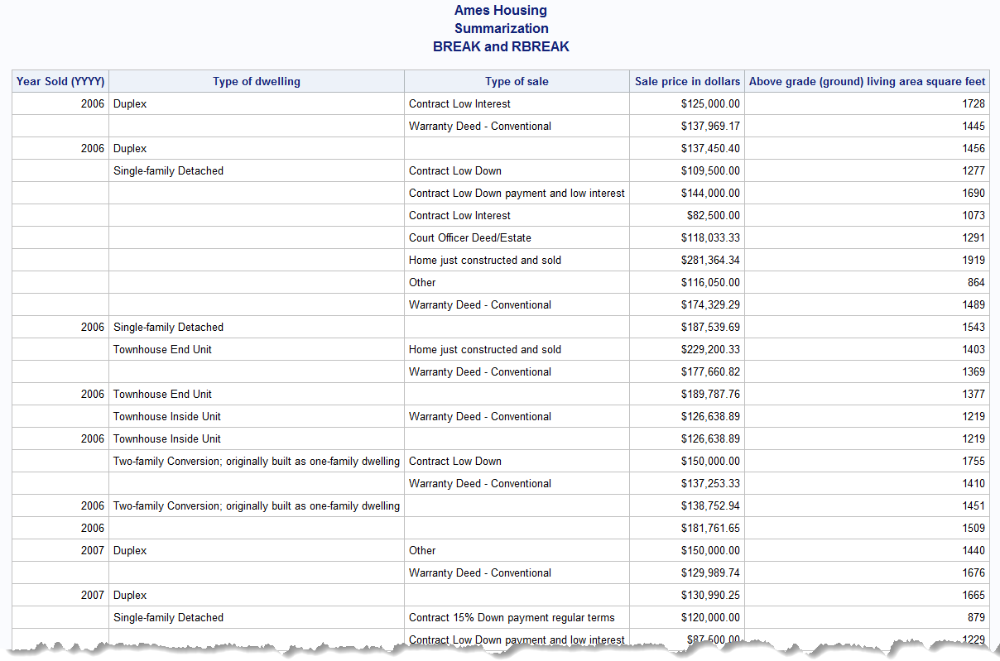 Ames Housing
Summarization
BREAK and RBREAK
Year Sold (YYYY) Type of dwelling Type of sale Sale price in dollars Above grade (ground) living area square feet
2006 Duplex Contract Low Interest $125,000.00 1728
Warranty Deed - Conventional $137,969.17 1445
2006 Duplex $137,450.40 1456
Single-family Detached Contract Low Down $109,500.00 1277
Contract Low Down payment and low interest $144,000.00 1690
Contract Low Interest $82,500.00 1073
Court Officer Deed/Estate $118,033.33 1291
Home just constructed and sold $281,364.34 1919
Other $116,050.00 864
Warranty Deed - Conventional $174,329.29 1489
2006 Single-family Detached $187,539.69 1543
Townhouse End Unit Home just constructed and sold $229,200.33 1403
Warranty Deed - Conventional $177,660.82 1369
2006 Townhouse End Unit $189,787.76 1377
Townhouse Inside Unit Warranty Deed - Conventional $126,638.89 1219
2006 Townhouse Inside Unit $126,638.89 1219
Two-family Conversion; originally built as one-family dwelling Contract Low Down $150,000.00 1755
Warranty Deed - Conventional $137,253.33 1410
2006 Two-family Conversion; originally built as one-family dwelling $138,752.94 1451
2006 $181,761.65 1509
2007 Duplex Other $150,000.00 1440
Warranty Deed - Conventional $129,989.74 1676
2007 Duplex $130,990.25 1665
Single-family Detached Contract 15% Down payment regular terms $120,000.00 879
Contract Low Down payment and low interest $87,500.00 1229